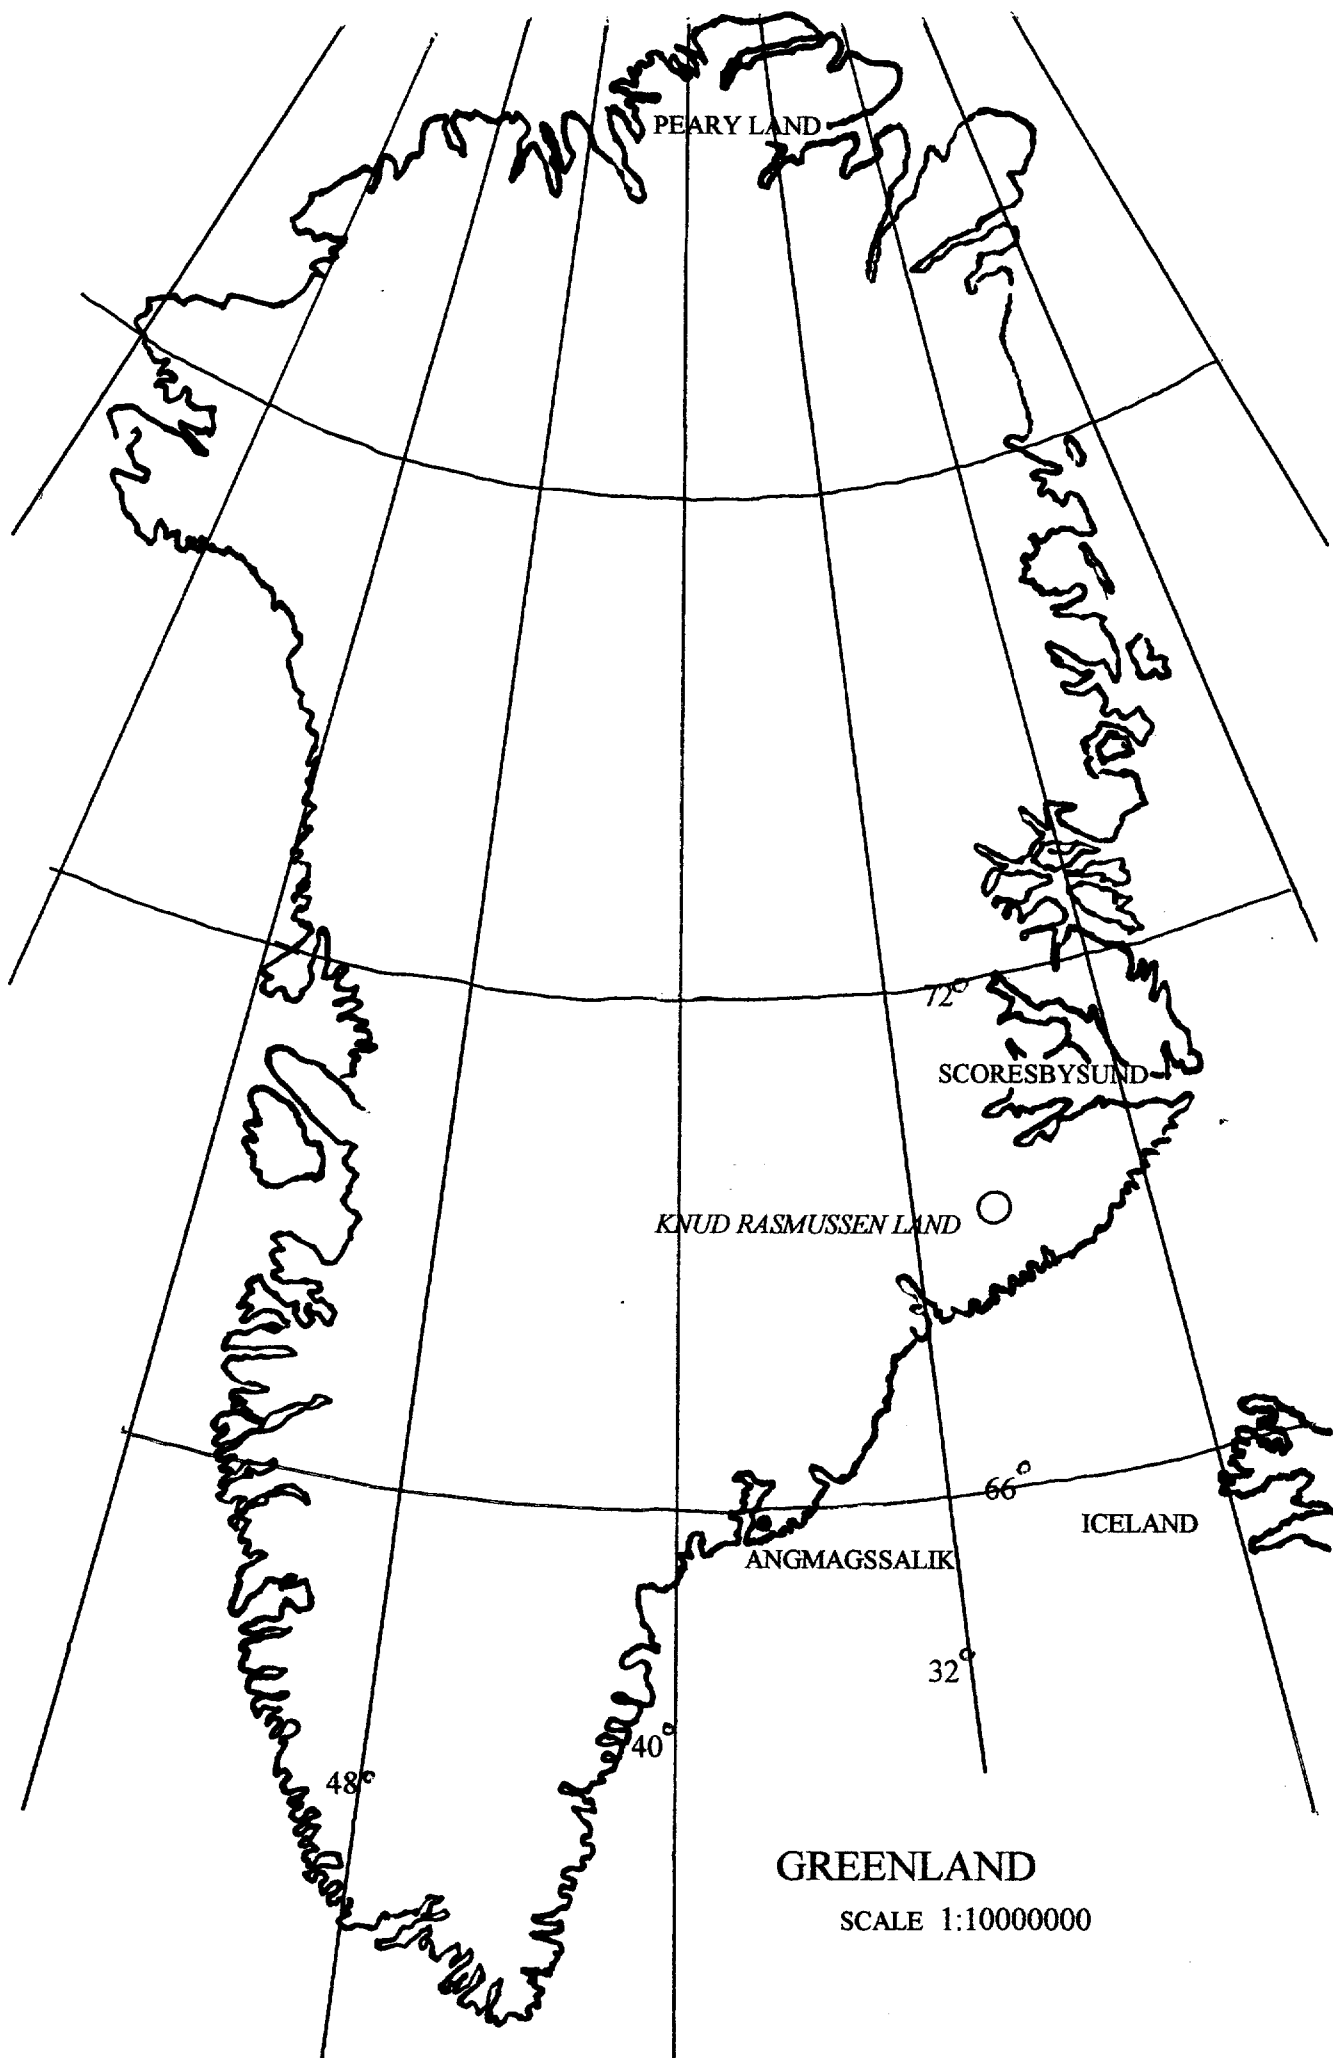 PEARY LAND
72°
SCORESBYSUND
KNUD RASMUSSEN LAND
66°
ICELAND
ANGMAGSSALIK
32°
40°
48°
GREENLAND
SCALE 1:10000000